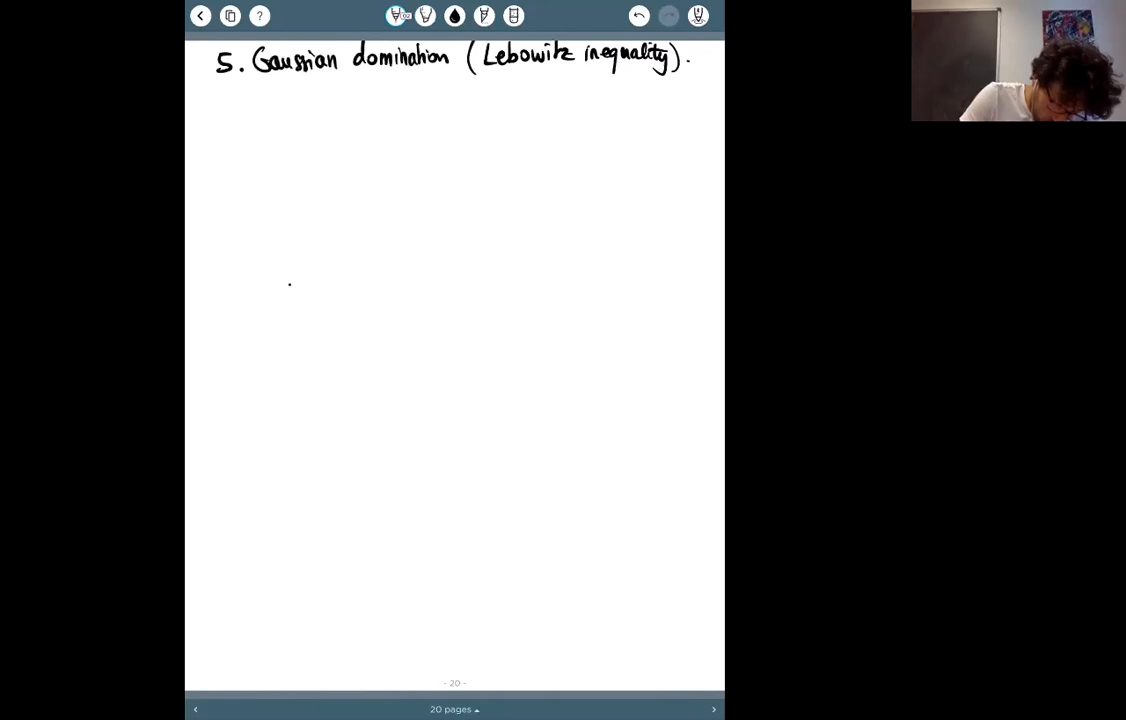 ?
5. Gaussian domination (Lebowitz inequality).
- 20 -
20 pages